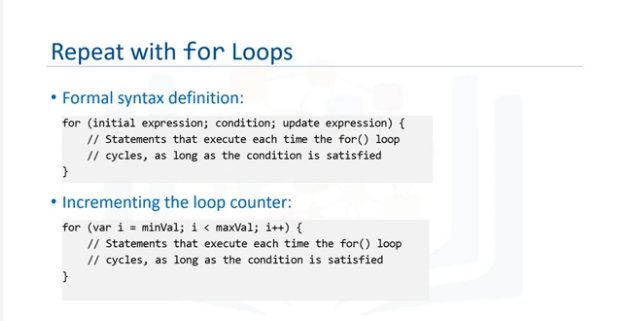 Repeat with for Loops
• Formal syntax definition:
for (initial expression; condition; update expression) {
    // Statements that execute each time the for() loop
    // cycles, as long as the condition is satisfied
}
• Incrementing the loop counter:
for (var i = minVal; i < maxVal; i++) {
    // Statements that execute each time the for() loop
    // cycles, as long as the condition is satisfied
}